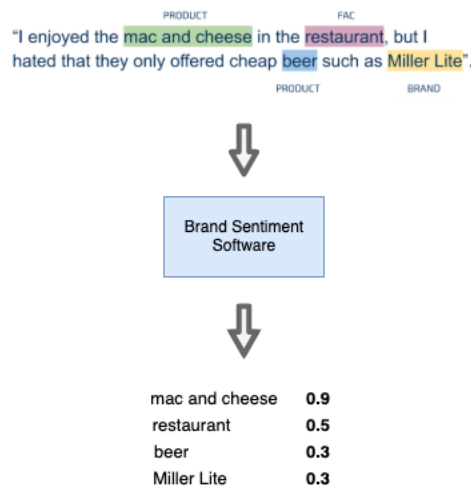 PRODUCT FAC
“I enjoyed the mac and cheese in the restaurant, but I
hated that they only offered cheap beer such as Miller Lite”.
PRODUCT BRAND
Brand Sentiment
Software
mac and cheese 0.9
restaurant 0.5
beer 0.3
Miller Lite 0.3